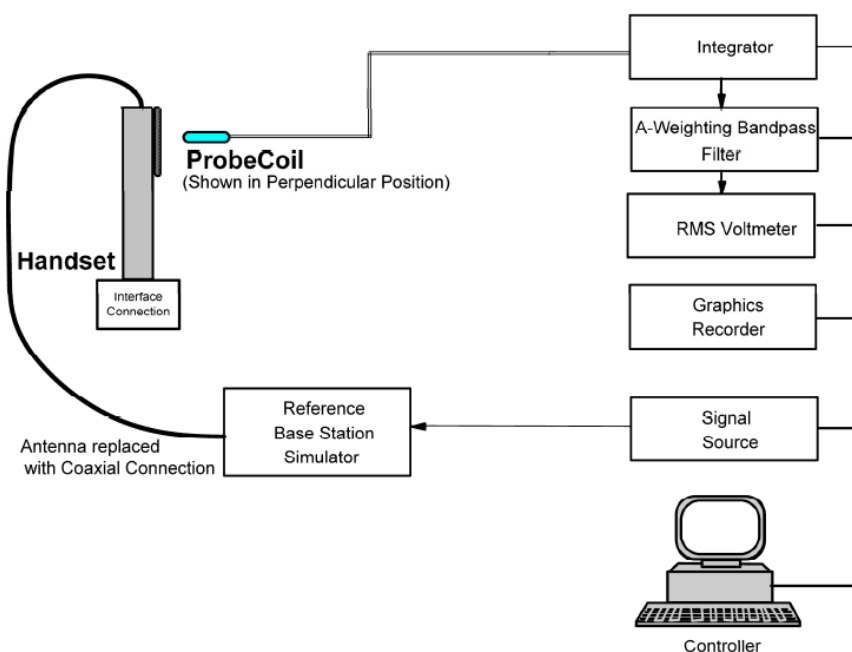 Integrator
A-Weighting Bandpass
Filter
ProbeCoil
(Shown in Perpendicular Position)
RMS Voltmeter
Handset
Interface
Connection
Graphics
Recorder
Reference
Base Station
Simulator
Signal
Source
Antenna replaced
with Coaxial Connection
Controller